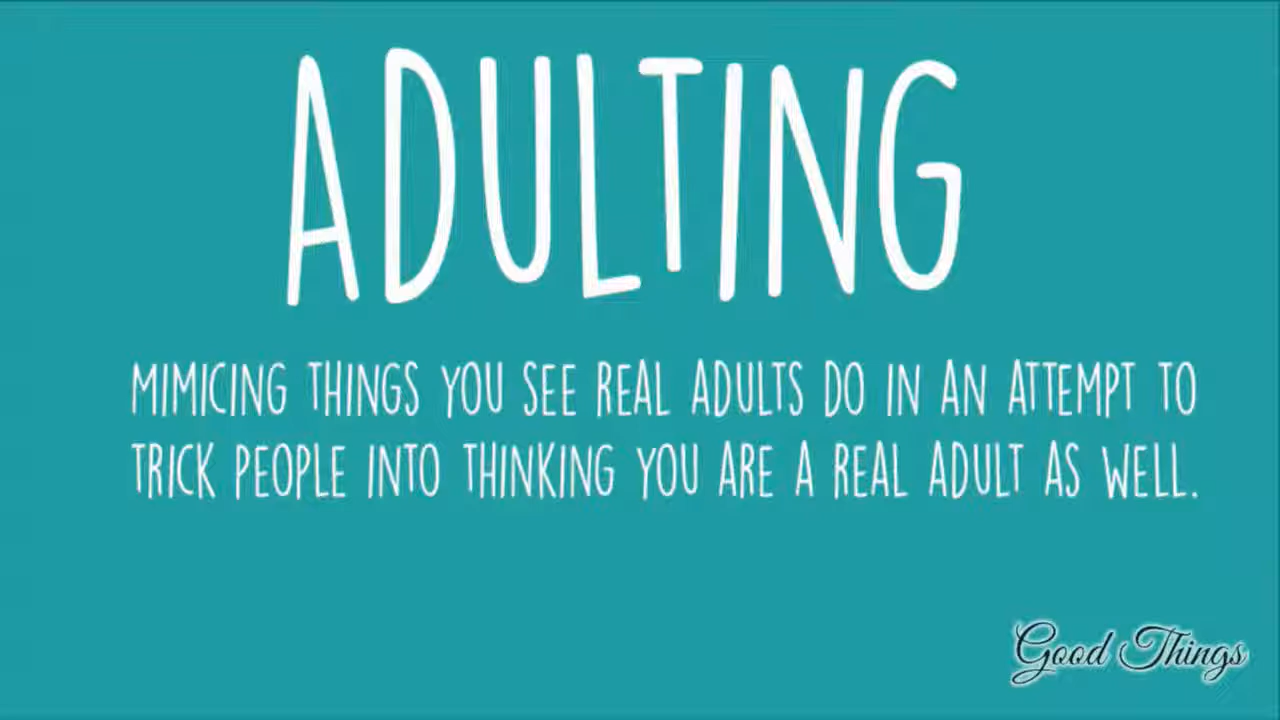 ADULTING
MIMICING THINGS YOU SEE REAL ADULTS DO IN AN ATTEMPT TO
TRICK PEOPLE INTO THINKING YOU ARE A REAL ADULT AS WELL.
Good Things